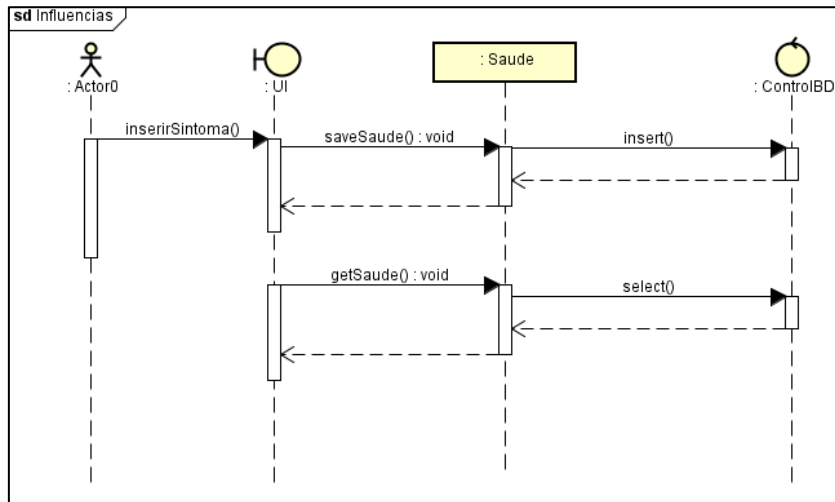 sd Influencias
: Actor0
: UI
: Saude
: ControlBD
inserirSintoma()
saveSaude() : void
insert()
getSaude() : void
select()